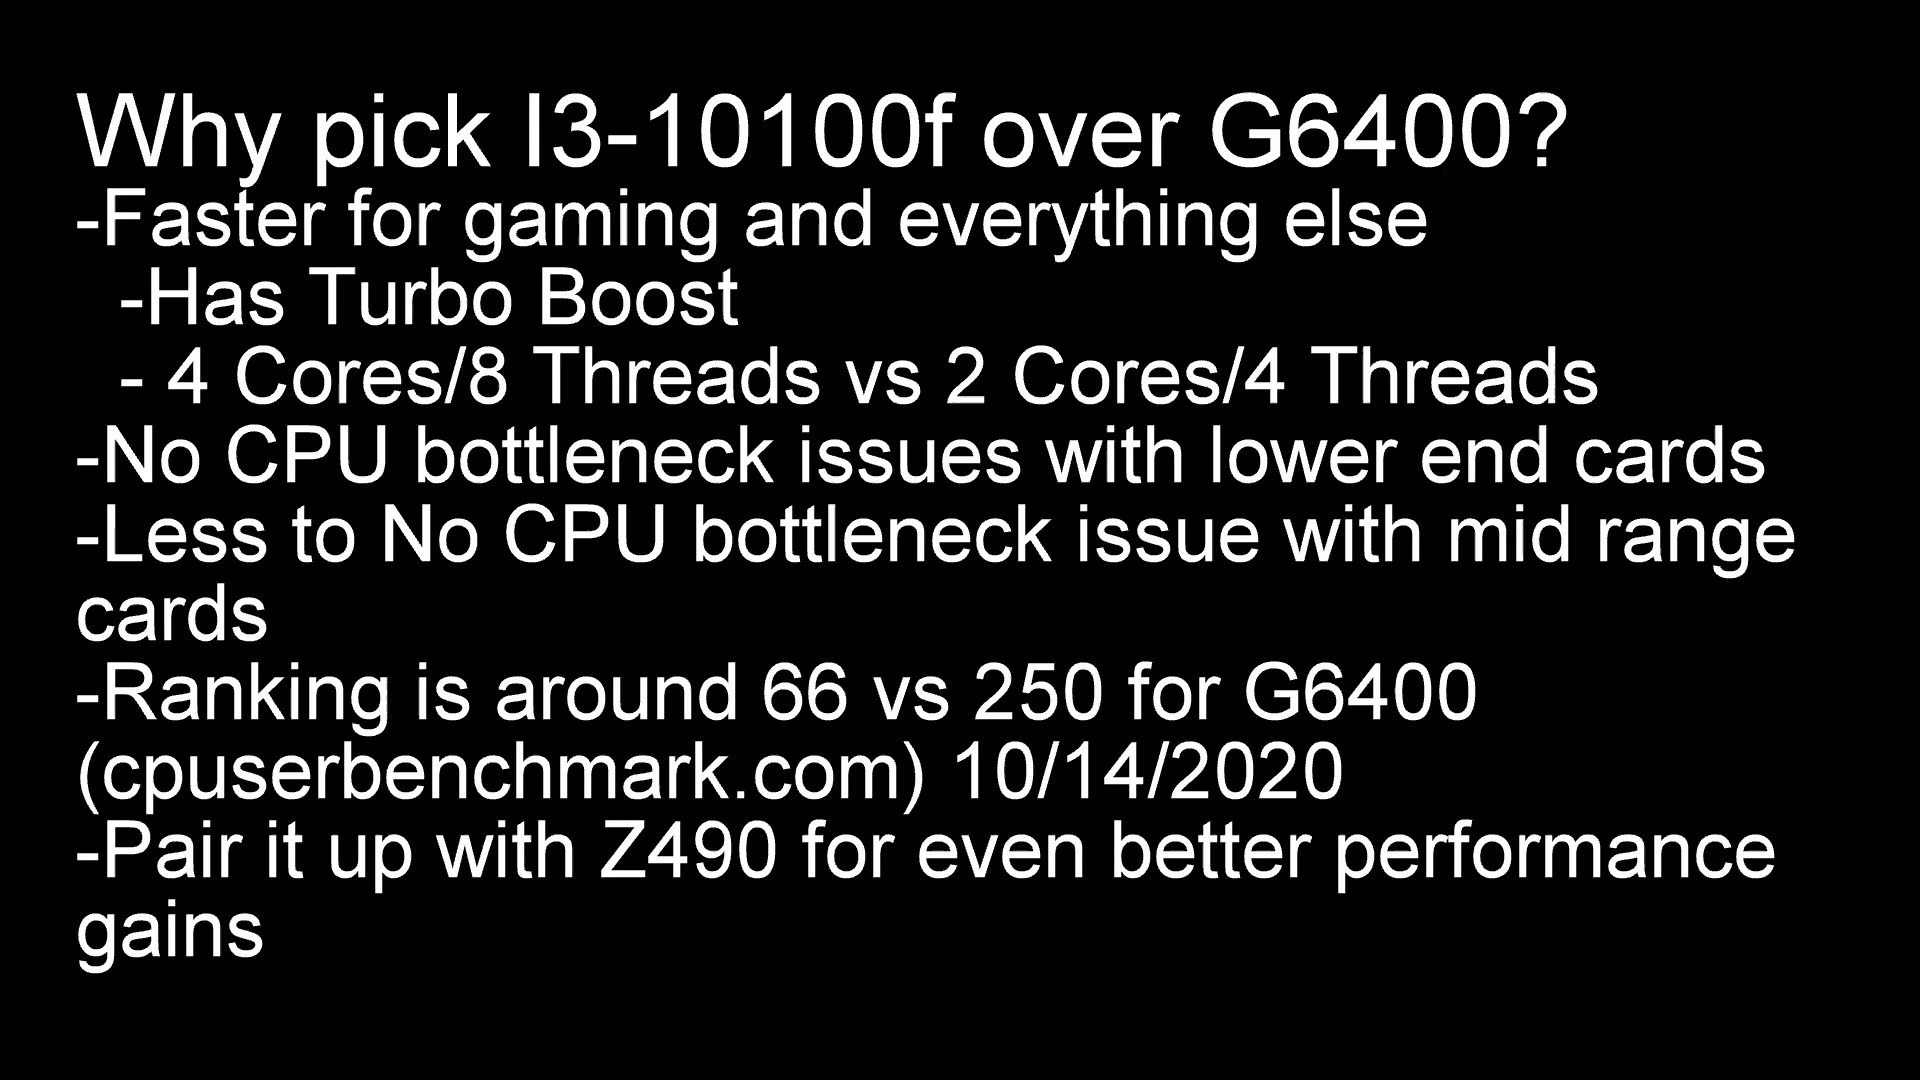 Why pick I3-10100f over G6400?
-Faster for gaming and everything else
-Has Turbo Boost
- 4 Cores/8 Threads vs 2 Cores/4 Threads
-No CPU bottleneck issues with lower end cards
-Less to No CPU bottleneck issue with mid range
cards
-Ranking is around 66 vs 250 for G6400
(cpuserbenchmark.com) 10/14/2020
-Pair it up with Z490 for even better performance
gains